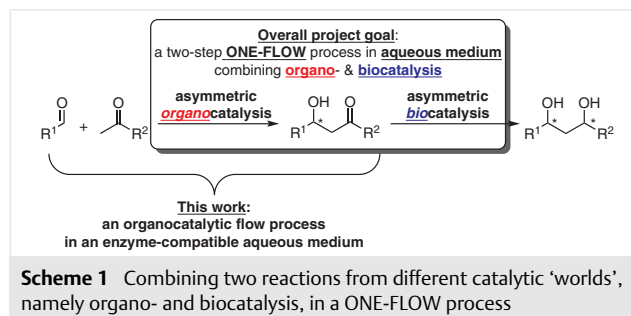 Overall project goal:
a two-step ONE-FLOW process in aqueous medium
combining organo- & biocatalysis
O
R1
+
O
R2
asymmetric
organocatalysis
OH
O
R1
*
R2
asymmetric
biocatalysis
OH OH
R1
*
*
R2
This work:
an organocatalytic flow process
in an enzyme-compatible aqueous medium
Scheme 1 Combining two reactions from different catalytic ‘worlds’,
namely organo- and biocatalysis, in a ONE-FLOW process